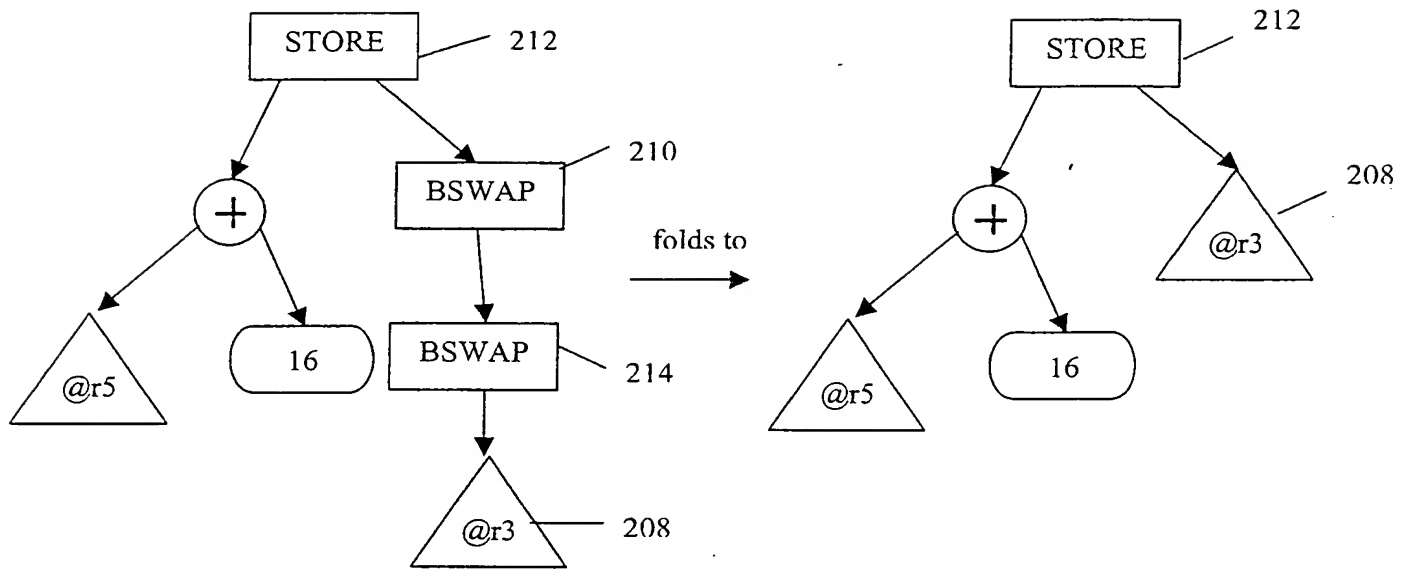 STORE
212
+
BSWAP
210
@r5
16
BSWAP
214
@r3
208
folds to
STORE
212
+
@r3
208
@r5
16